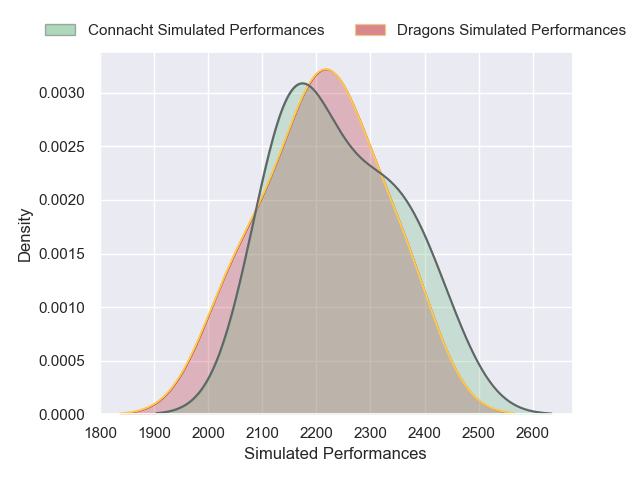 Connacht Simulated Performances
Dragons Simulated Performances
0.0030
0.0025
0.0020
0.0015
0.0010
0.0005
0.0000
Density
1800 1900 2000 2100 2200 2300 2400 2500 2600
Simulated Performances